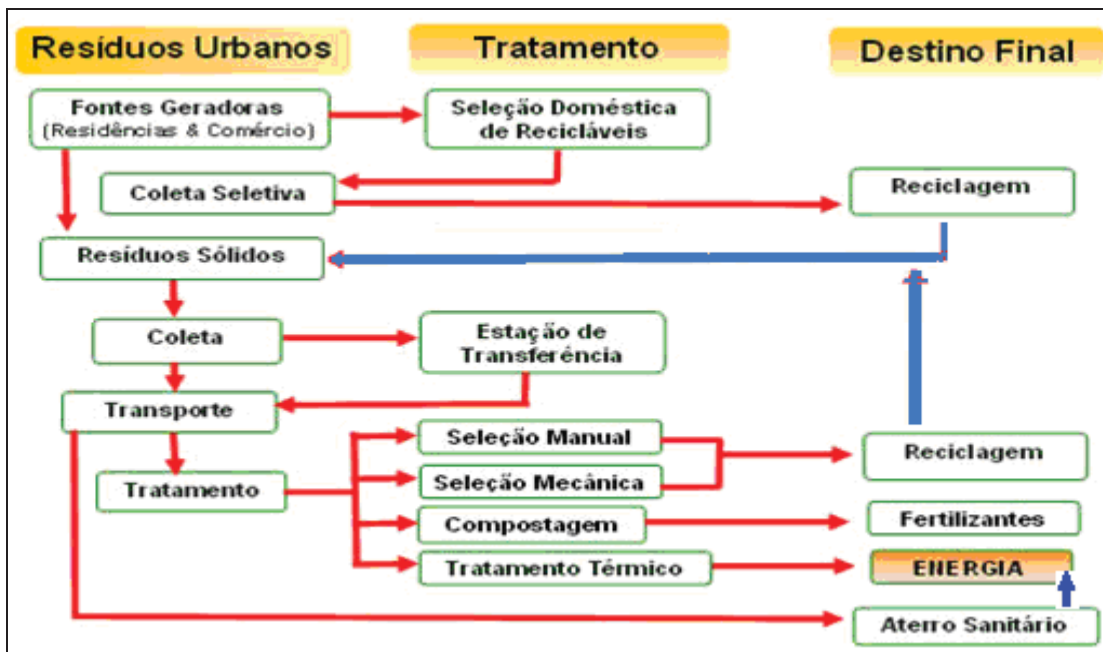 Resíduos Urbanos
Tratamento
Destino Final
Fontes Geradoras
(Residências & Comércio)
Seleção Doméstica
de Recicláveis
Coleta Seletiva
Reciclagem
Resíduos Sólidos
Coleta
Estação de
Transferência
Transporte
Seleção Manual
Reciclagem
Tratamento
Seleção Mecânica
Compostagem
Fertilizantes
Tratamento Térmico
ENERGIA
Aterro Sanitário